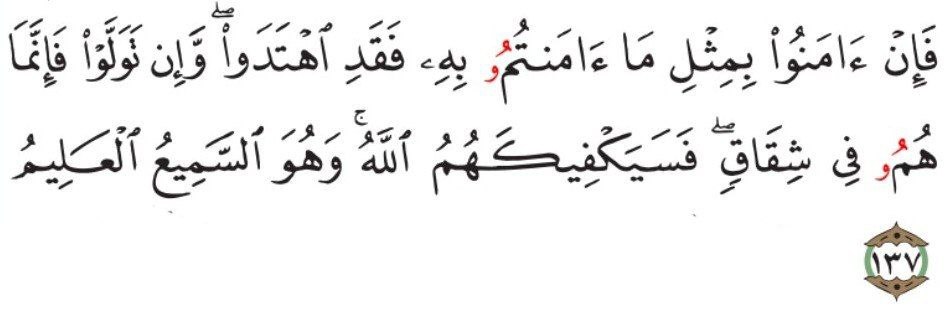 فَإِنْ ءَامَنُوا۟ بِمِثْلِ مَا ءَامَنتُمُۥ بِهِۦ فَقَدِ ٱهْتَدَوا۟ ۖ وَّإِن تَوَلَّوْا۟ فَإِنَّمَا
هُمُۥ فِى شِقَاقٍ ۖ فَسَيَكْفِيكَهُمُ ٱللَّهُ ۚ وَهُوَ ٱلسَّمِيعُ ٱلْعَلِيمُ
١٣٧